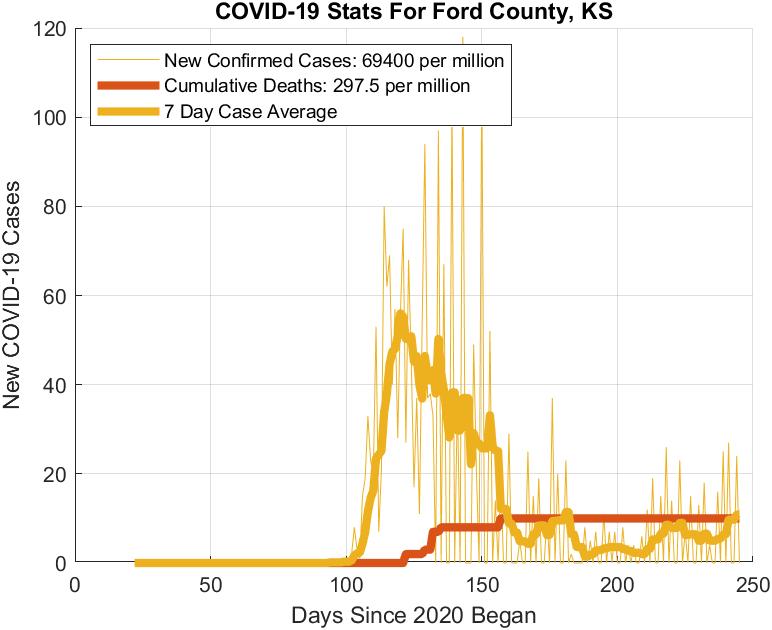 COVID-19 Stats For Ford County, KS
New Confirmed Cases: 69400 per million
Cumulative Deaths: 297.5 per million
7 Day Case Average
New COVID-19 Cases
120
100
80
60
40
20
0
0 50 100 150 200 250
Days Since 2020 Began